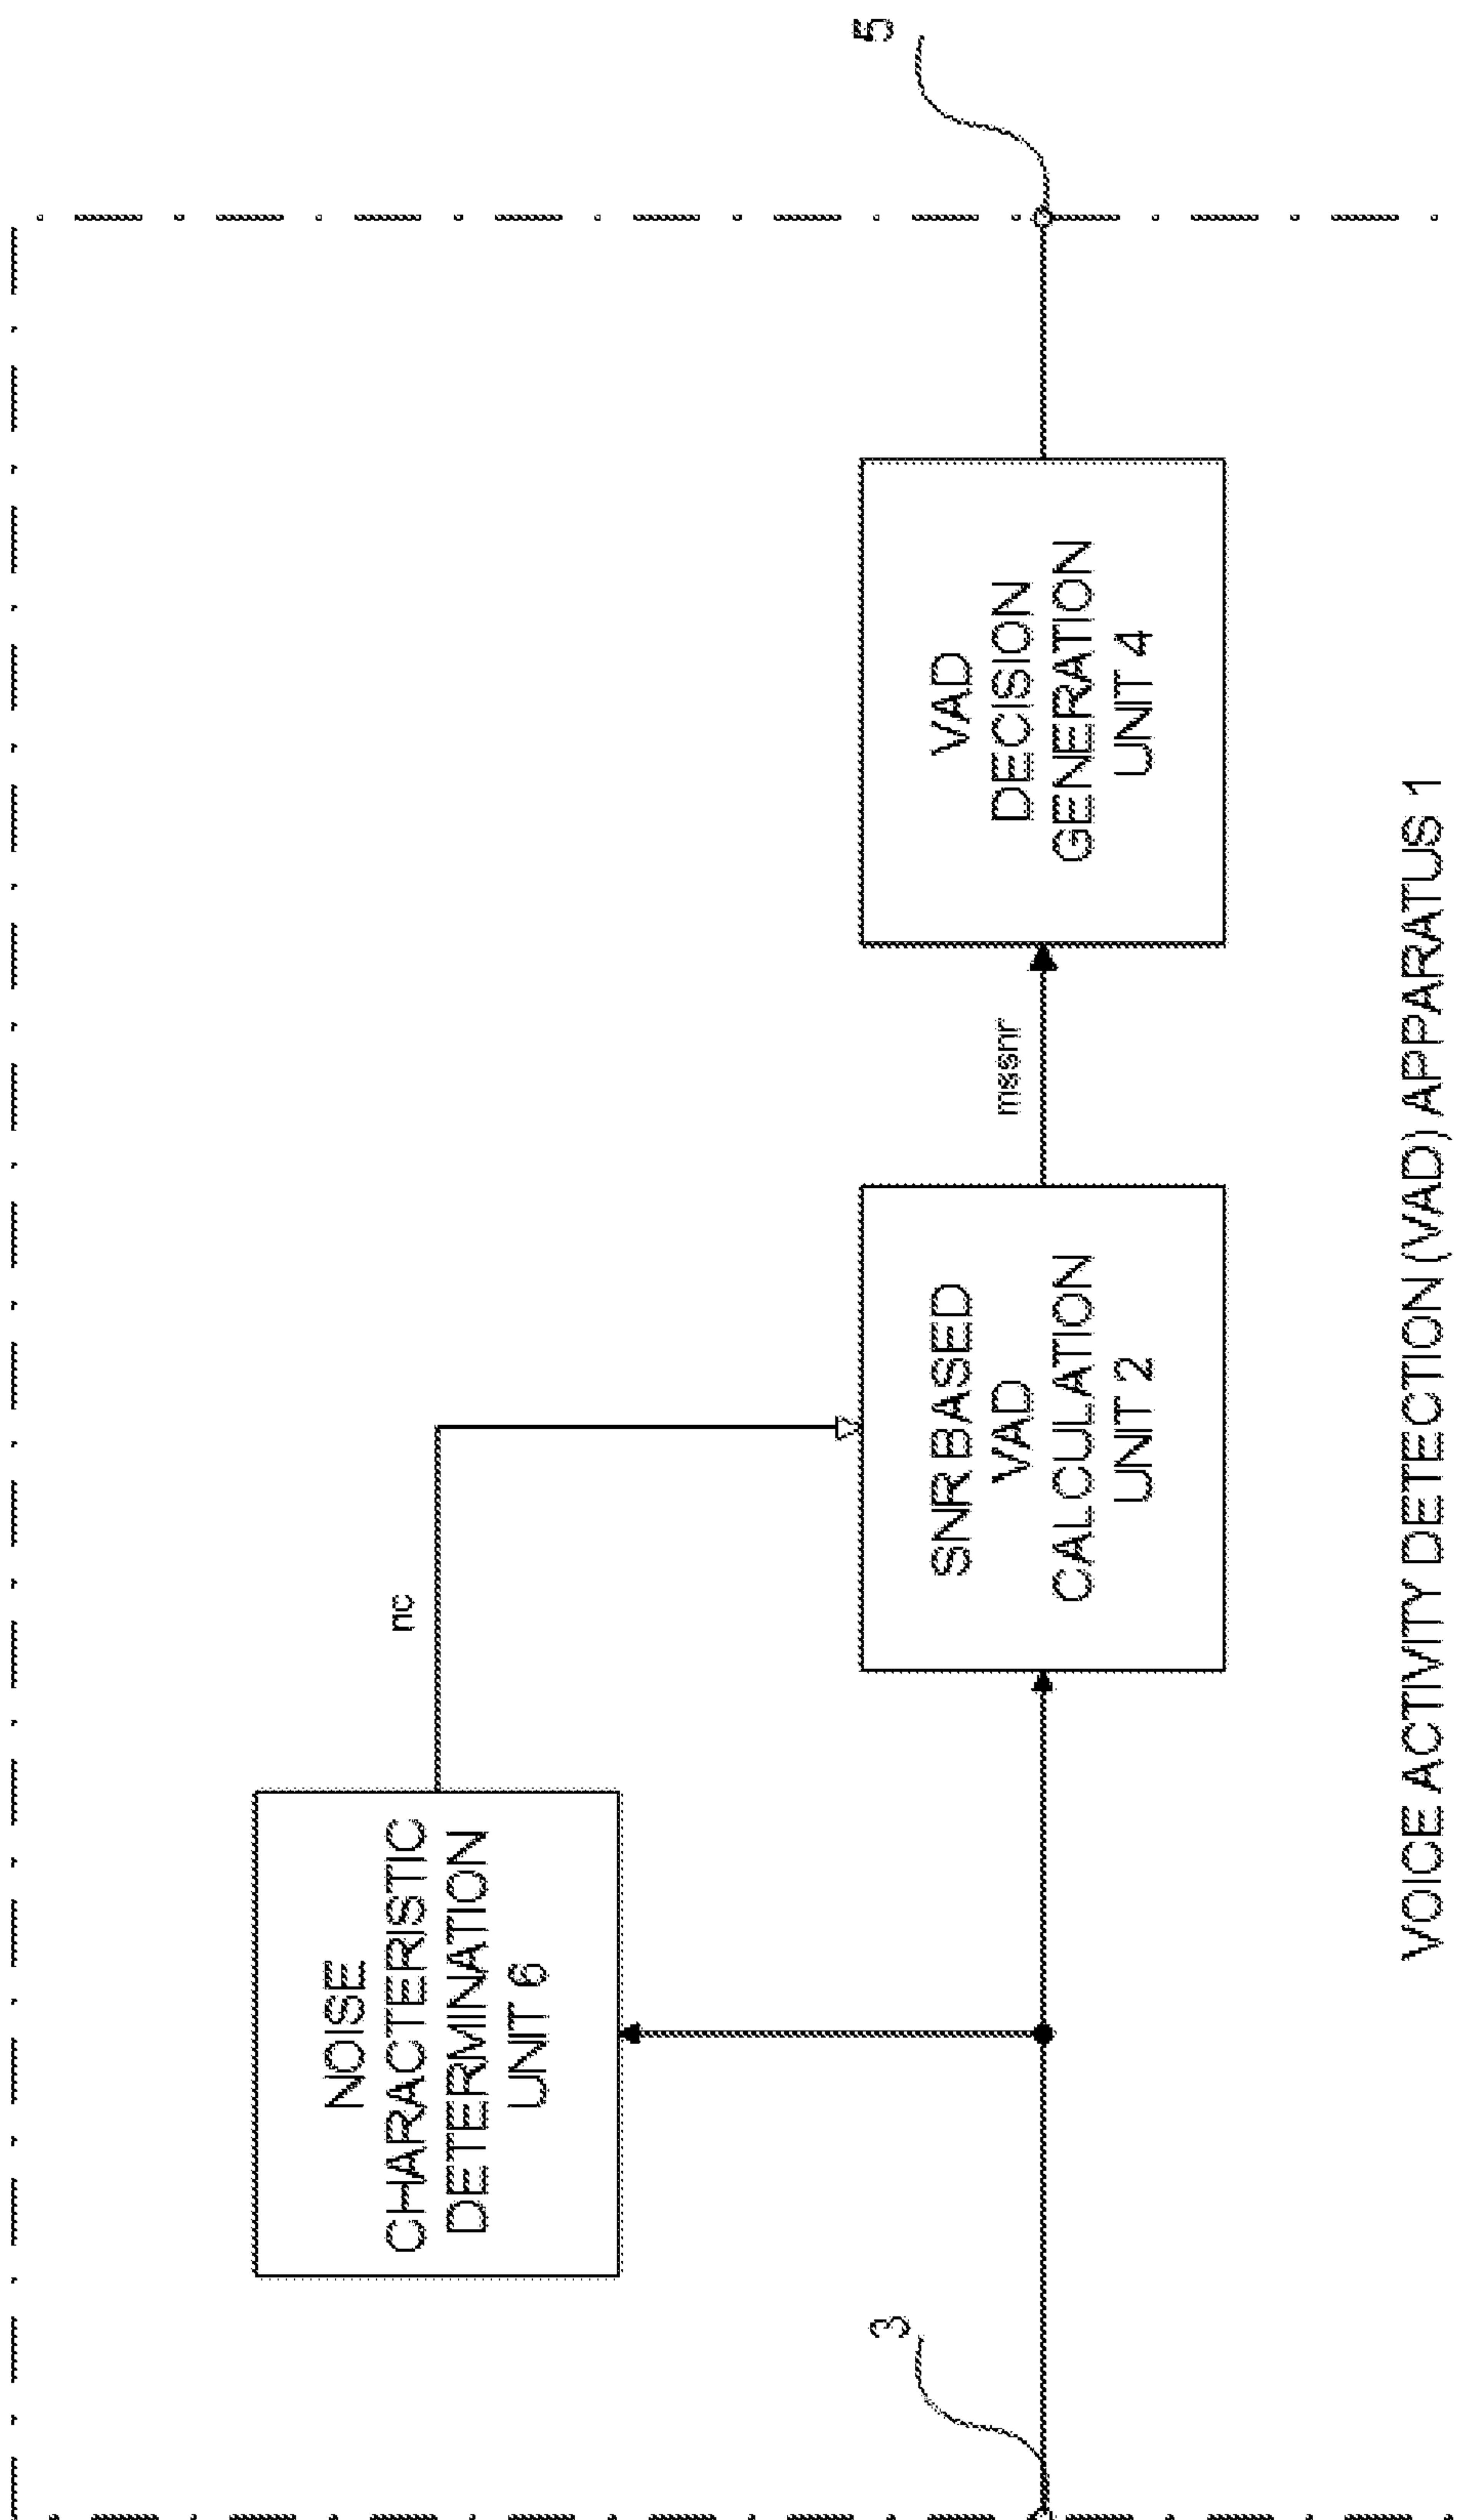 NOISE
CHARACTERISTIC
DETERMINATION
UNIT 6
nc
3
SNR BASED
VAD
CALCULATION
UNIT 2
mssnr
VAD
DECISION
GENERATION
UNIT 4
5
VOICE ACTIVITY DETECTION (VAD) APPARATUS 1